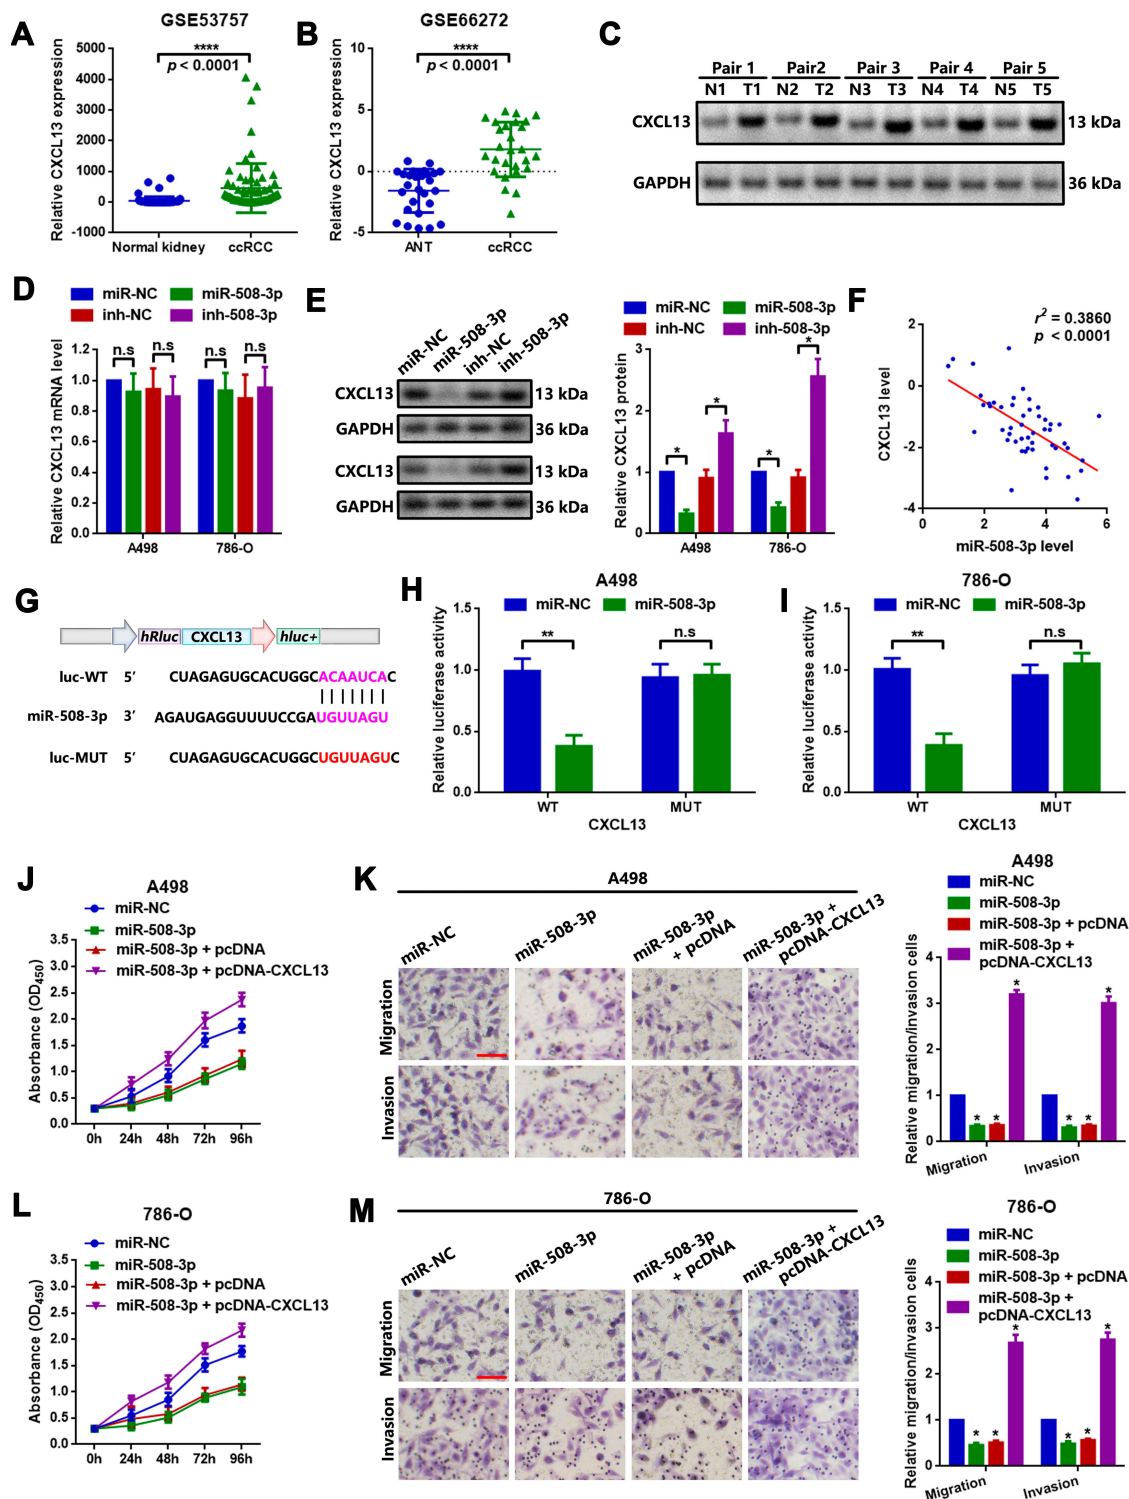 A
GSE53757
Relative CXCL13 expression
5000
4000
3000
2000
1000
0
-1000
****
p < 0.0001
Normal kidney
ccRCC
B
GSE66272
Relative CXCL13 expression
10
5
0
-5
****
p < 0.0001
ANT
ccRCC
C
Pair 1
Pair2
Pair 3
Pair 4
Pair 5
N1 T1 N2 T2 N3 T3 N4 T4 N5 T5
CXCL13
13 kDa
GAPDH
36 kDa
D
miR-NC
miR-508-3p
inh-NC
inh-508-3p
Relative CXCL13 mRNA level
1.2
1.0
0.8
0.6
0.4
0.2
0.0
n.s
n.s
n.s
n.s
A498
786-O
E
miR-NC
miR-508-3p
inh-NC
inh-508-3p
CXCL13
13 kDa
GAPDH
36 kDa
CXCL13
13 kDa
GAPDH
36 kDa
miR-NC
miR-508-3p
inh-NC
inh-508-3p
Relative CXCL13 protein
3
2
1
0
*
*
*
*
A498
786-O
F
r2 = 0.3860
p < 0.0001
CXCL13 level
2
0
-2
-4
0
2
4
6
miR-508-3p level
G
hRluc
CXCL13
hluc+
luc-WT 5′ CUAGAGUGCACUGGCACAAUCAC
miR-508-3p 3′ AGAUGAGGUUUUCCGAUGUUAGU
luc-MUT 5′ CUAGAGUGCACUGGCUGUUAGUC
H
A498
miR-NC
miR-508-3p
Relative luciferase activity
1.5
1.0
0.5
0.0
**
n.s
WT
MUT
CXCL13
I
786-O
miR-NC
miR-508-3p
Relative luciferase activity
1.5
1.0
0.5
0.0
**
n.s
WT
MUT
CXCL13
J
A498
miR-NC
miR-508-3p
miR-508-3p + pcDNA
miR-508-3p + pcDNA-CXCL13
Absorbance (OD450)
3.5
3.0
2.5
2.0
1.5
1.0
0.5
0.0
0h
24h
48h
72h
96h
K
A498
miR-NC
miR-508-3p
miR-508-3p
+ pcDNA
miR-508-3p +
pcDNA-CXCL13
Migration
Invasion
A498
miR-NC
miR-508-3p
miR-508-3p + pcDNA
miR-508-3p +
pcDNA-CXCL13
Relative migration/invasion cells
4
3
2
1
0
*
*
*
*
*
*
Migration
Invasion
L
786-O
miR-NC
miR-508-3p
miR-508-3p + pcDNA
miR-508-3p + pcDNA-CXCL13
Absorbance (OD450)
3.5
3.0
2.5
2.0
1.5
1.0
0.5
0.0
0h
24h
48h
72h
96h
M
786-O
miR-NC
miR-508-3p
miR-508-3p
+ pcDNA
miR-508-3p +
pcDNA-CXCL13
Migration
Invasion
786-O
miR-NC
miR-508-3p
miR-508-3p + pcDNA
miR-508-3p +
pcDNA-CXCL13
Relative migration/invasion cells
4
3
2
1
0
*
*
*
*
*
*
Migration
Invasion